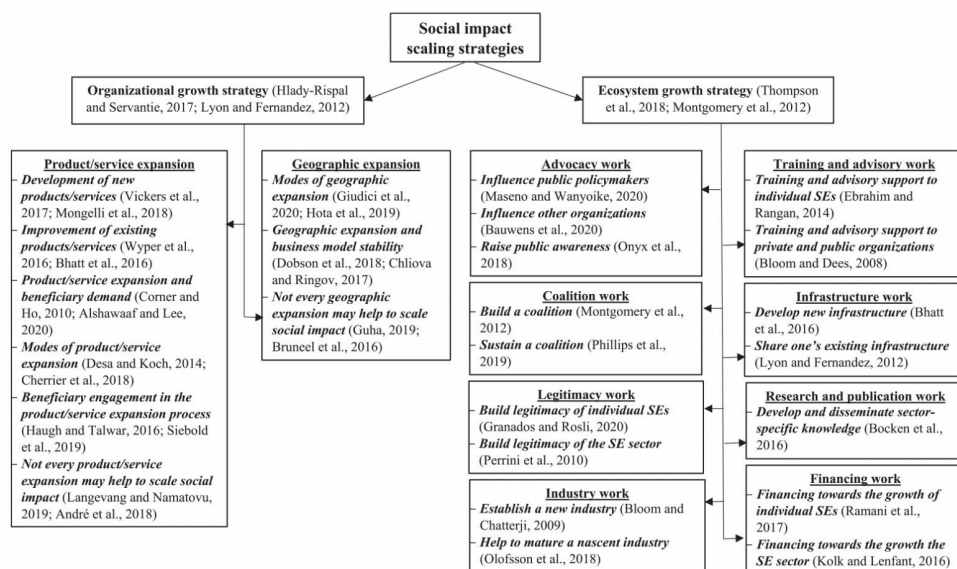 Social impact
scaling strategies
Organizational growth strategy (Hlady-Rispal
and Servantie, 2017; Lyon and Fernandez, 2012)
Ecosystem growth strategy (Thompson
et al., 2018; Montgomery et al., 2012)
Product/service expansion
Development of new
products/services (Vickers et al.,
2017; Mongelli et al., 2018)
Improvement of existing
products/services (Wyper et al.,
2016; Bhatt et al., 2016)
Product/service expansion and
beneficiary demand (Corner and
Ho, 2010; Alshawaaf and Lee,
2020)
Modes of product/service
expansion (Desa and Koch, 2014;
Cherrier et al., 2018)
Beneficiary engagement in the
product/service expansion process
(Haugh and Talwar, 2016; Siebold
et al., 2019)
Not every product/service
expansion may help to scale social
impact (Langevang and Namatovu,
2019; André et al., 2018)
Geographic expansion
Modes of geographic
expansion (Giudici et al.,
2020; Hota et al., 2019)
Geographic expansion and
business model stability
(Dobson et al., 2018; Chliova
and Ringov, 2017)
Not every geographic
expansion may help to scale
social impact (Guha, 2019;
Bruneel et al., 2016)
Advocacy work
Influence public policymakers
(Maseno and Wanyoike, 2020)
Influence other organizations
(Bauwens et al., 2020)
Raise public awareness (Onyx et al.,
2018)
Coalition work
Build a coalition (Montgomery et al.,
2012)
Sustain a coalition (Phillips et al.,
2019)
Legitimacy work
Build legitimacy of individual SEs
(Granados and Rosli, 2020)
Build legitimacy of the SE sector
(Perrini et al., 2010)
Industry work
Establish a new industry (Bloom and
Chatterji, 2009)
Help to mature a nascent industry
(Olofsson et al., 2018)
Training and advisory work
Training and advisory support to
individual SEs (Ebrahim and
Rangan, 2014)
Training and advisory support to
private and public organizations
(Bloom and Dees, 2008)
Infrastructure work
Develop new infrastructure (Bhatt
et al., 2016)
Share one's existing infrastructure
(Lyon and Fernandez, 2012)
Research and publication work
Develop and disseminate sector-
specific knowledge (Bocken et al.,
2016)
Financing work
Financing towards the growth of
individual SEs (Ramani et al.,
2017)
Financing towards the growth the
SE sector (Kolk and Lenfant, 2016)